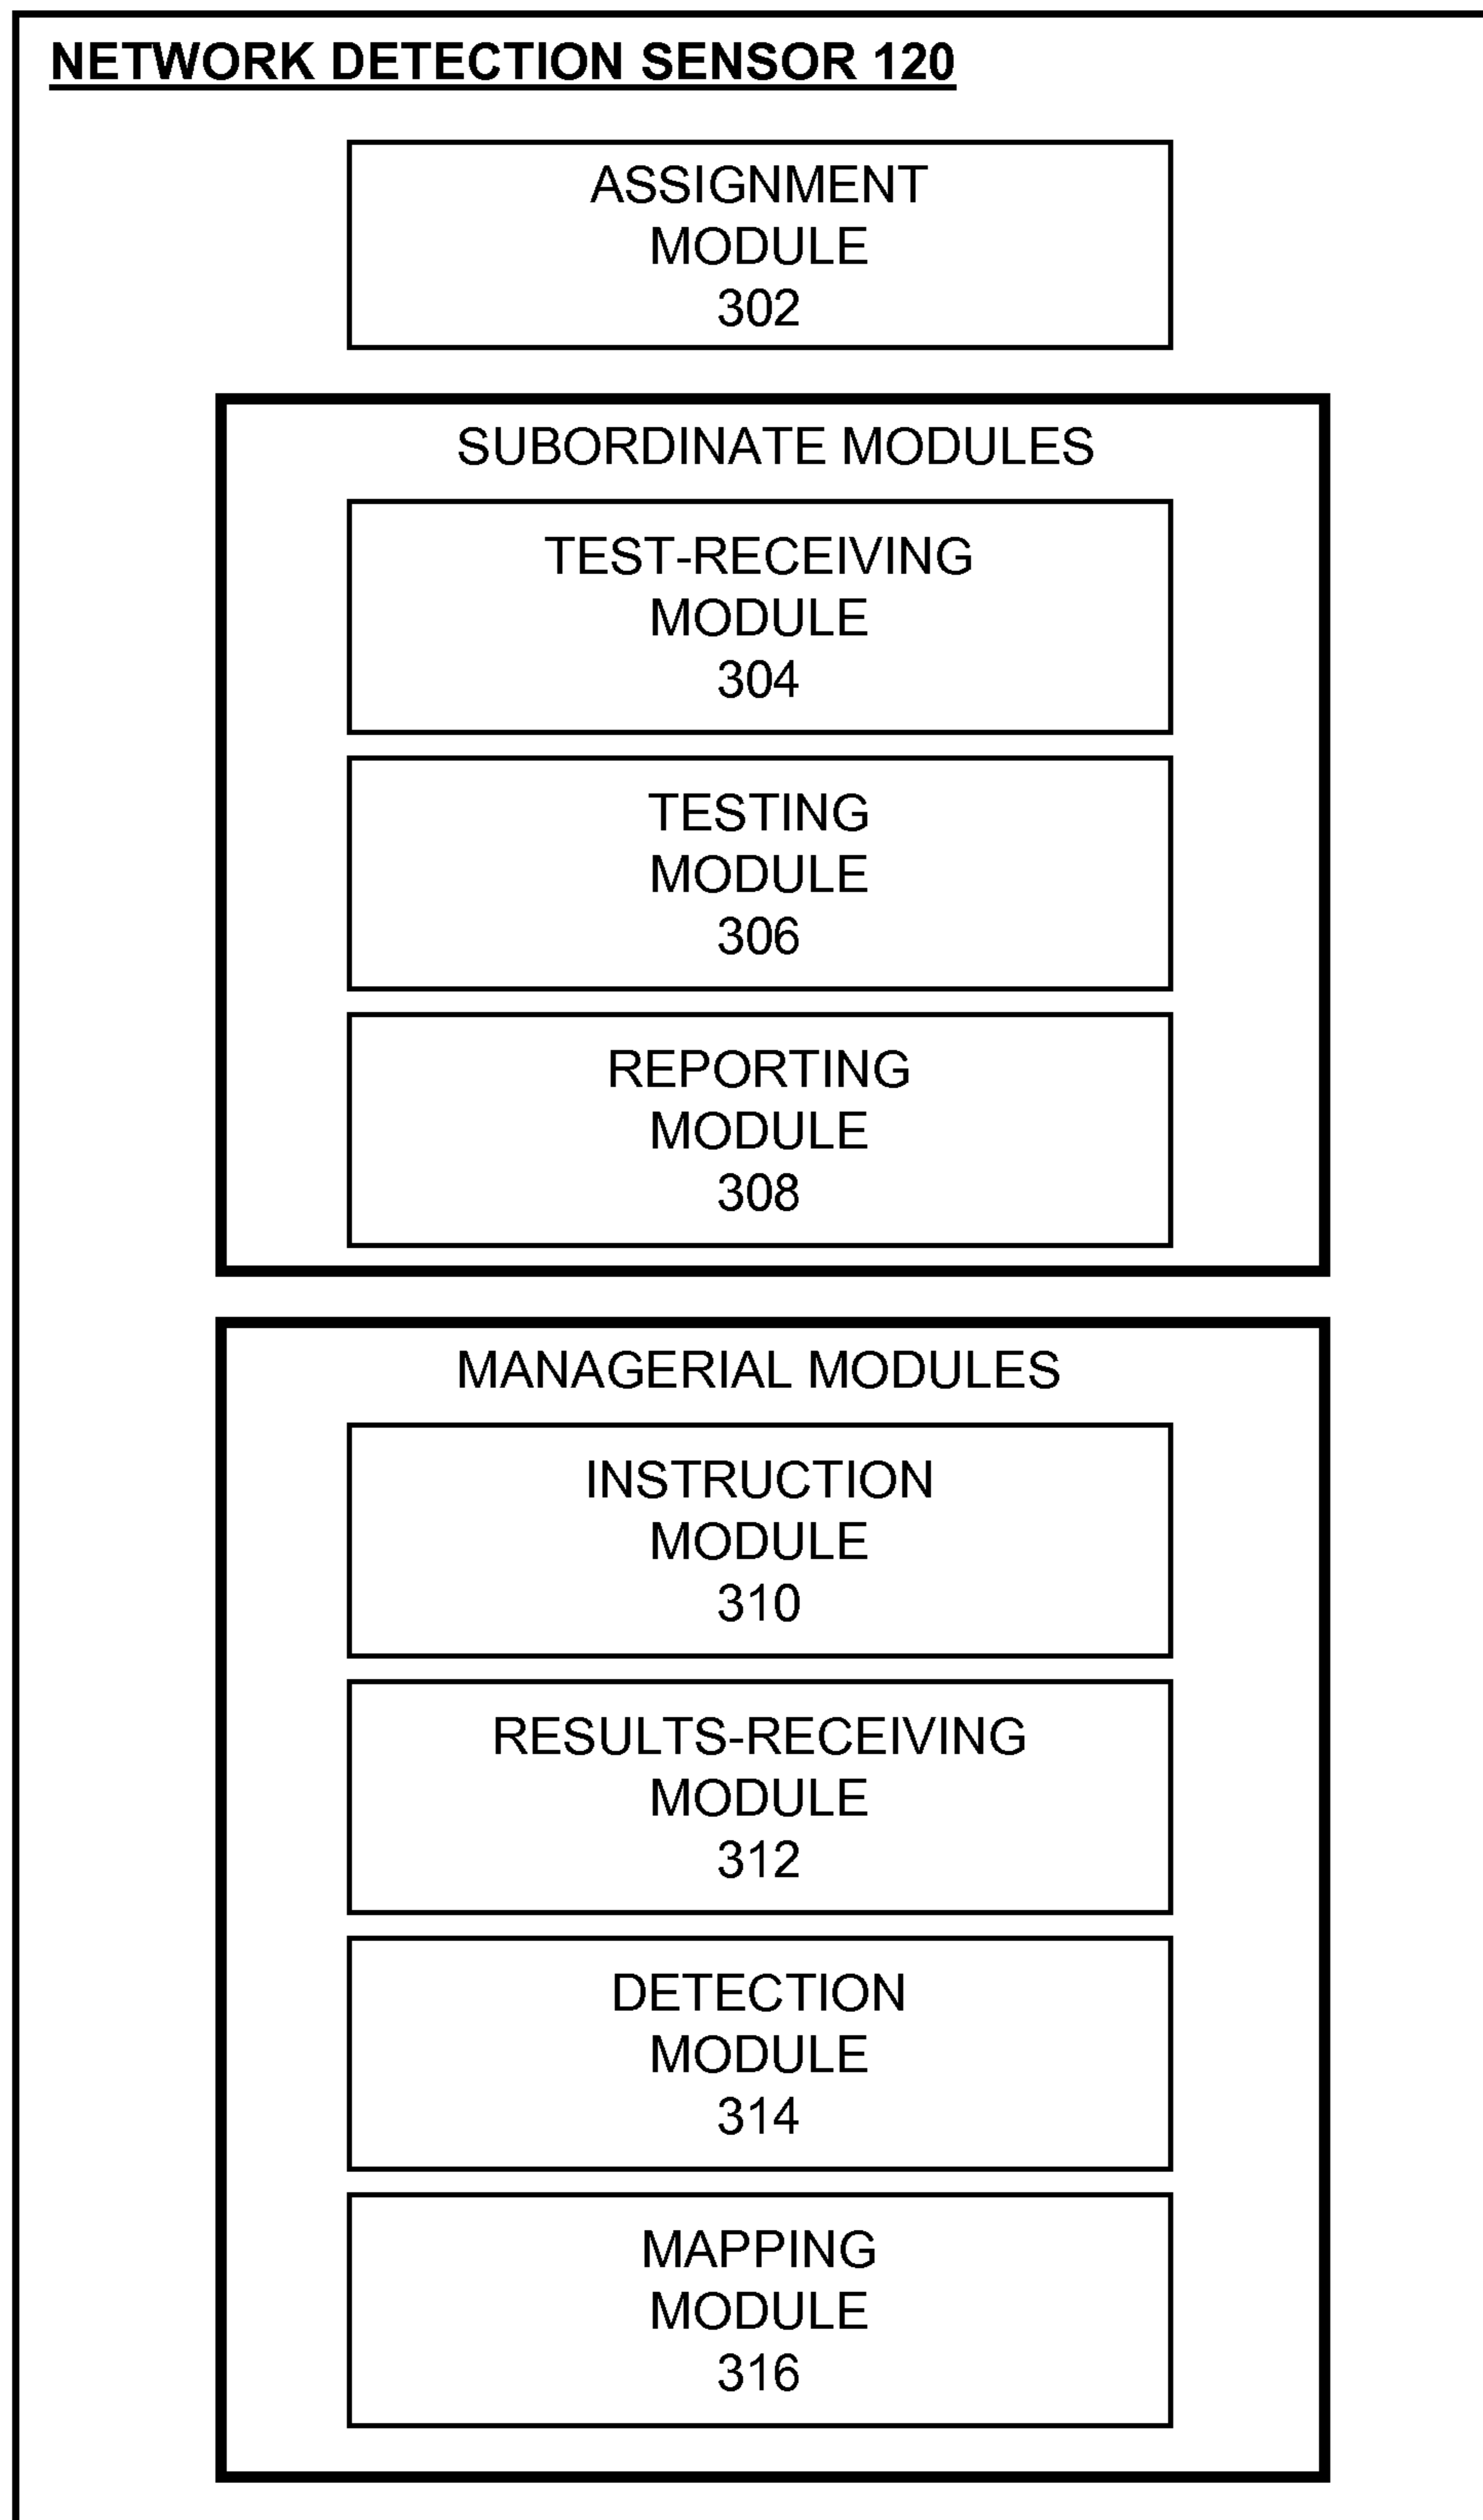 NETWORK DETECTION SENSOR 120
ASSIGNMENT
MODULE
302
SUBORDINATE MODULES
TEST-RECEIVING
MODULE
304
TESTING
MODULE
306
REPORTING
MODULE
308
MANAGERIAL MODULES
INSTRUCTION
MODULE
310
RESULTS-RECEIVING
MODULE
312
DETECTION
MODULE
314
MAPPING
MODULE
316